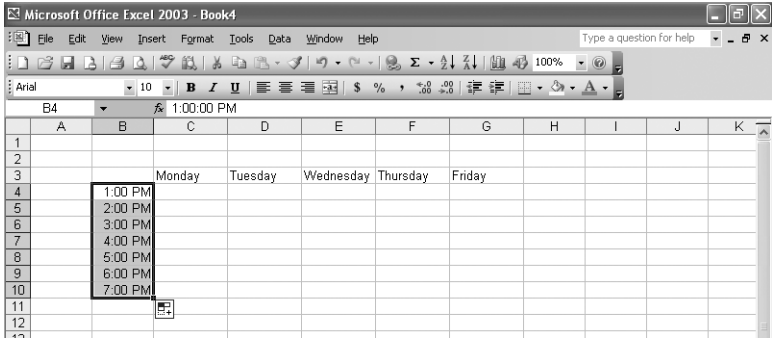 Microsoft Office Excel 2003 - Book4
File Edit View Insert Format Tools Data Window Help Type a question for help
Σ 100%
Arial 10 B I U $ % , .00 .00 A
B4 fx 1:00:00 PM
A B C D E F G H I J K
1
2
3 Monday Tuesday Wednesday Thursday Friday
4 1:00 PM
5 2:00 PM
6 3:00 PM
7 4:00 PM
8 5:00 PM
9 6:00 PM
10 7:00 PM
11
12